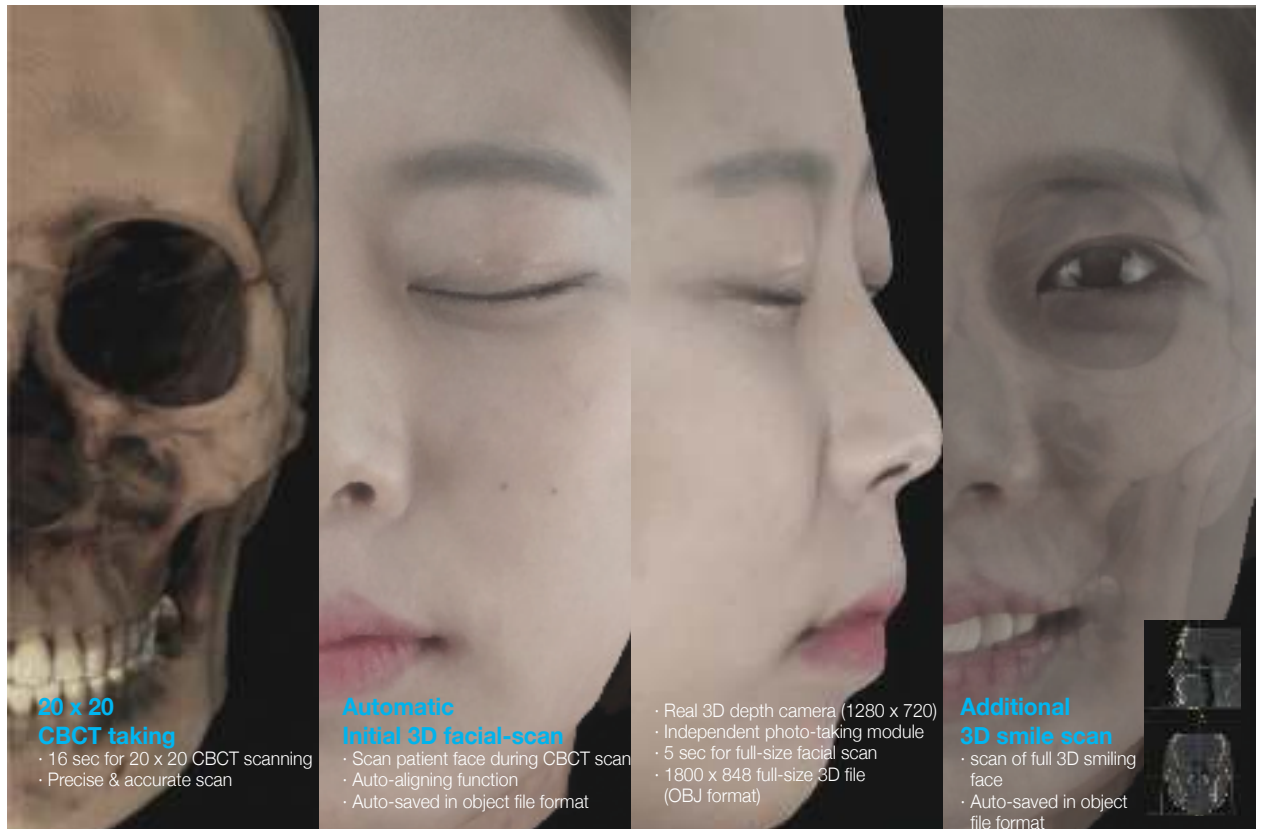 20 x 20
CBCT taking
· 16 sec for 20 x 20 CBCT scanning
· Precise & accurate scan
Automatic
Initial 3D facial-scan
· Scan patient face during CBCT scan
· Auto-aligning function
· Auto-saved in object file format
· Real 3D depth camera (1280 x 720)
· Independent photo-taking module
· 5 sec for full-size facial scan
· 1800 x 848 full-size 3D file
(OBJ format)
Additional
3D smile scan
· scan of full 3D smiling
face
· Auto-saved in object
file format